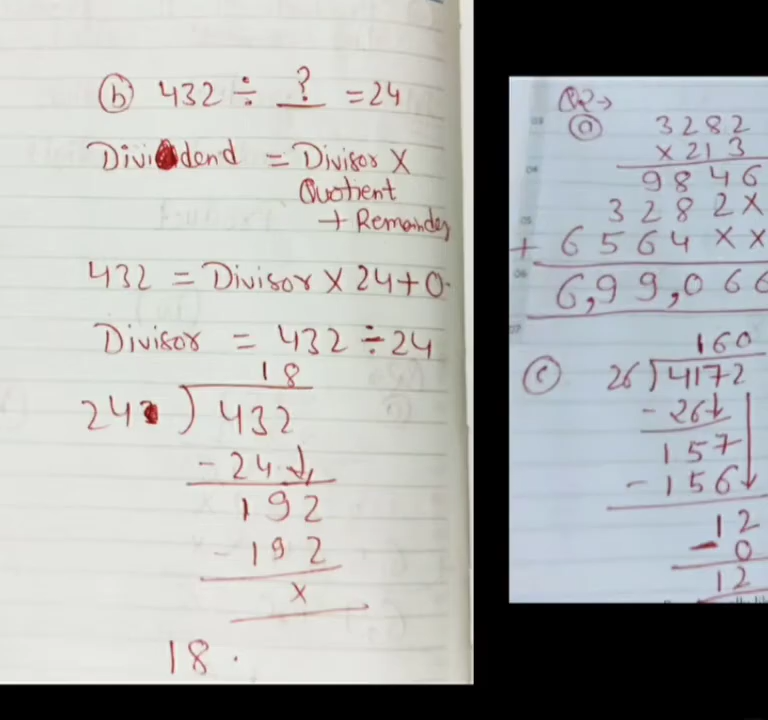 (b) 432 ÷ ? = 24
Dividend = Divisor X
Quotient
+ Remainder
432 = Divisor X 24 + 0
Divisor = 432 ÷ 24
18
24 ) 432
- 24 ↓
192
- 192
x
18 .
Q2→
(a) 3282
x 213
9846
3282X
+ 6564XX
6,99,066
160
(c) 26 ) 4172
- 26↓
157
- 156↓
12
- 0
12